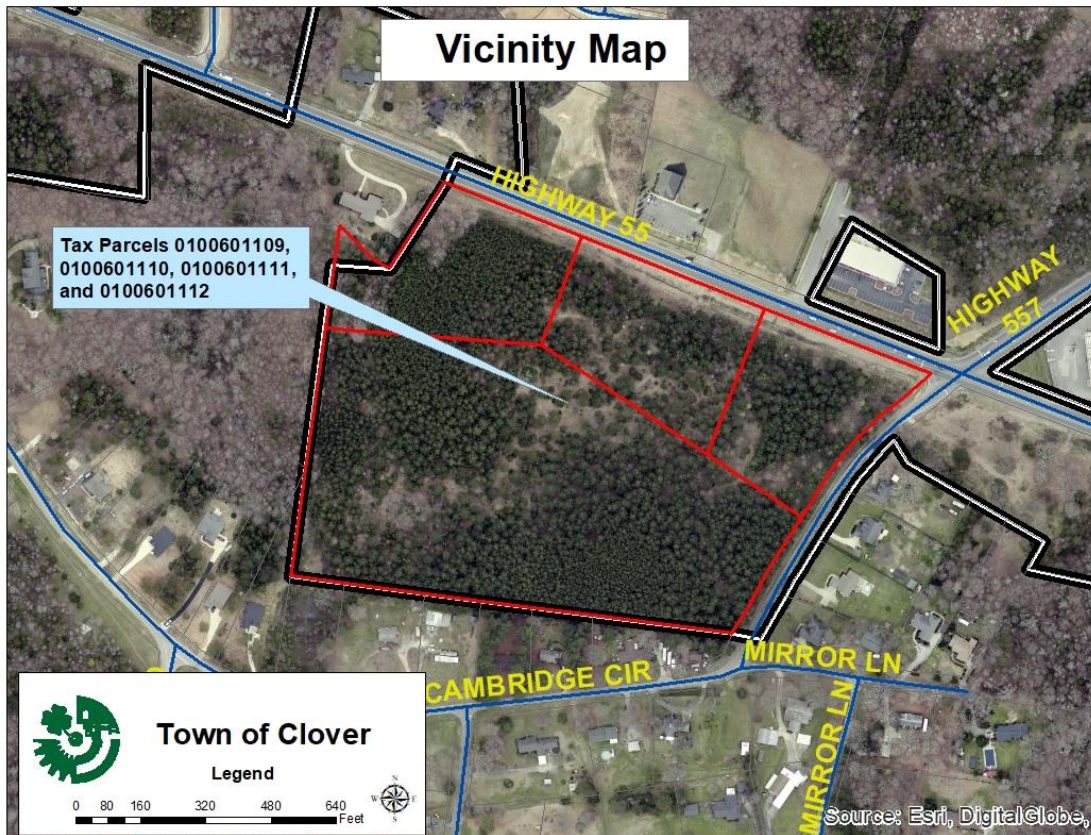 Vicinity Map
HIGHWAY 55
Tax Parcels 0100601109,
0100601110, 0100601111,
and 0100601112
HIGHWAY
557
MIRROR LN
CAMBRIDGE CIR
MIRROR LN
Town of Clover
Legend
0 80 160 320 480 640
Feet
N
W E
S
Source: Esri, DigitalGlobe,